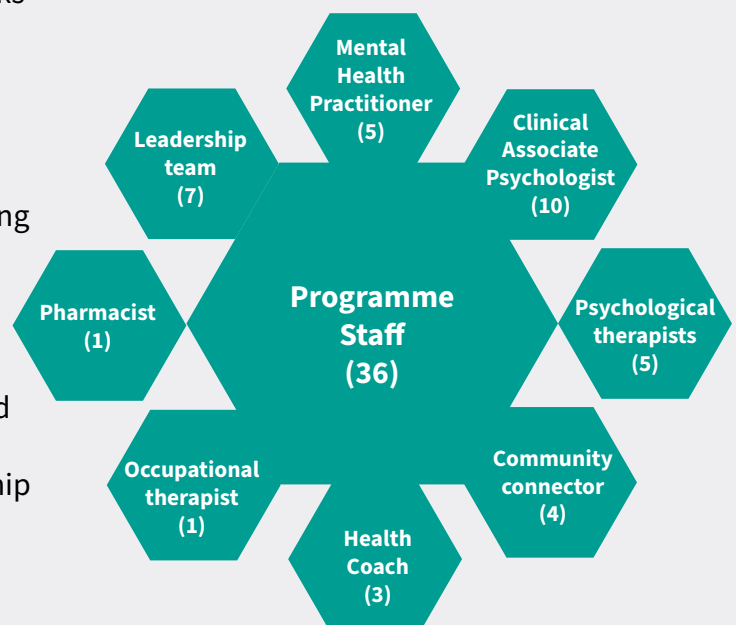 ng
d
Mental
Health
Practitioner
(5)
Clinical
Associate
Psychologist
(10)
Psychological
therapists
(5)
Community
connector
(4)
Health
Coach
(3)
Occupational
therapist
(1)
Pharmacist
(1)
Leadership
team
(7)
Programme
Staff
(36)